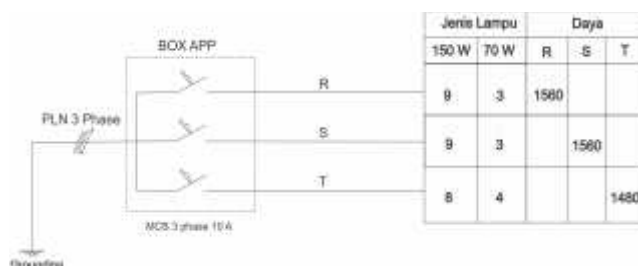 Jenis Lampu Daya
150 W 70 W R S T
BOX APP
R
9 3 1560
PLN 3 Phase
S
9 3 1560
T
8 4 1480
MCB 3 phase 10 A
Grounding